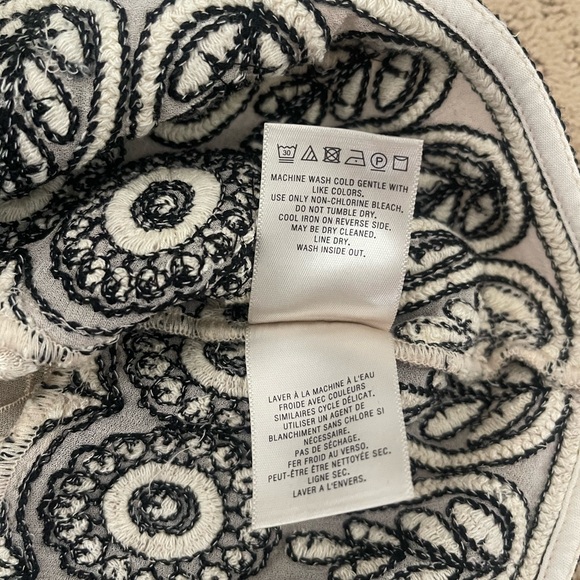 30
P
MACHINE WASH COLD GENTLE WITH
LIKE COLORS.
USE ONLY NON-CHLORINE BLEACH.
DO NOT TUMBLE DRY.
COOL IRON ON REVERSE SIDE.
MAY BE DRY CLEANED.
LINE DRY.
WASH INSIDE OUT.
LAVER À LA MACHINE À L'EAU
FROIDE AVEC COULEURS
SIMILAIRES CYCLE DÉLICAT.
UTILISER UN AGENT DE
BLANCHIMENT SANS CHLORE SI
NÉCESSAIRE.
PAS DE SÉCHAGE.
FER FROID AU VERSO.
PEUT-ÊTRE ÊTRE NETTOYÉE SEC.
LIGNE SEC.
LAVER À L'ENVERS.